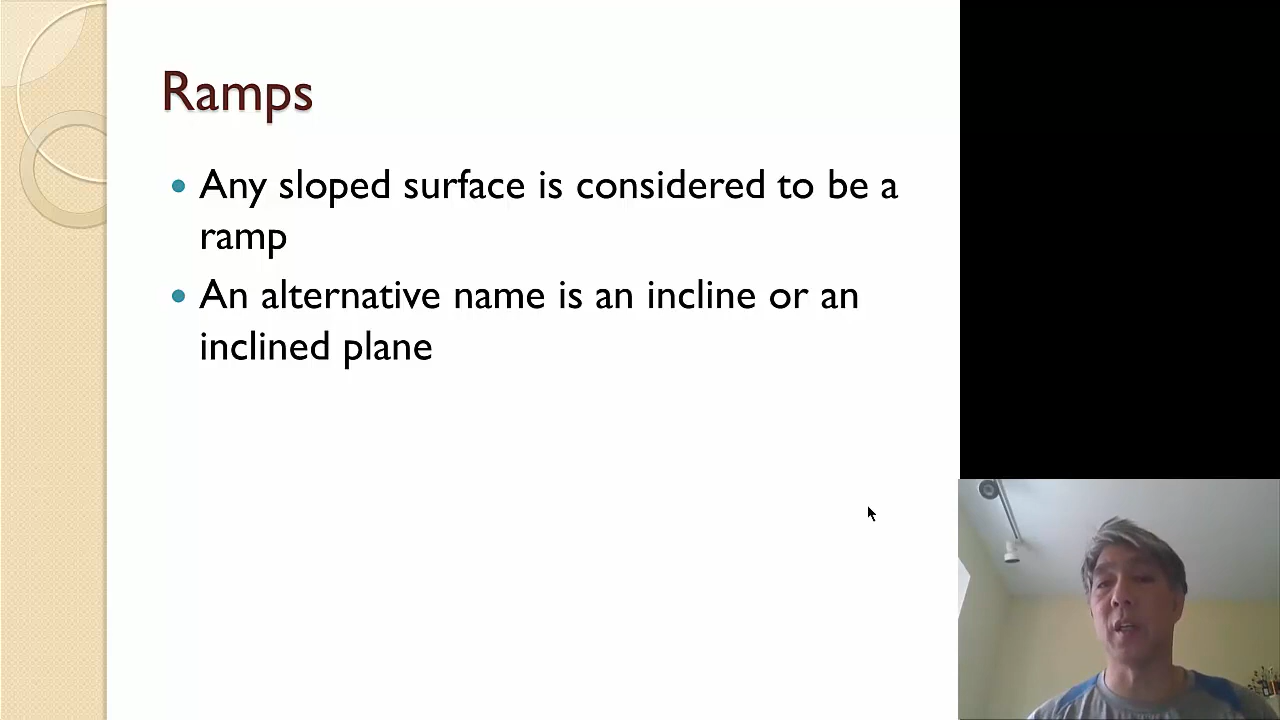 Ramps
Any sloped surface is considered to be a
ramp
An alternative name is an incline or an
inclined plane